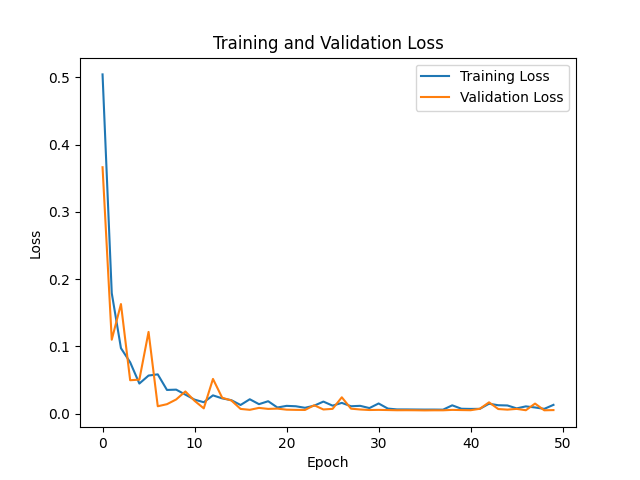 Training and Validation Loss
Training Loss
Validation Loss
Loss
0.5
0.4
0.3
0.2
0.1
0.0
0 10 20 30 40 50
Epoch